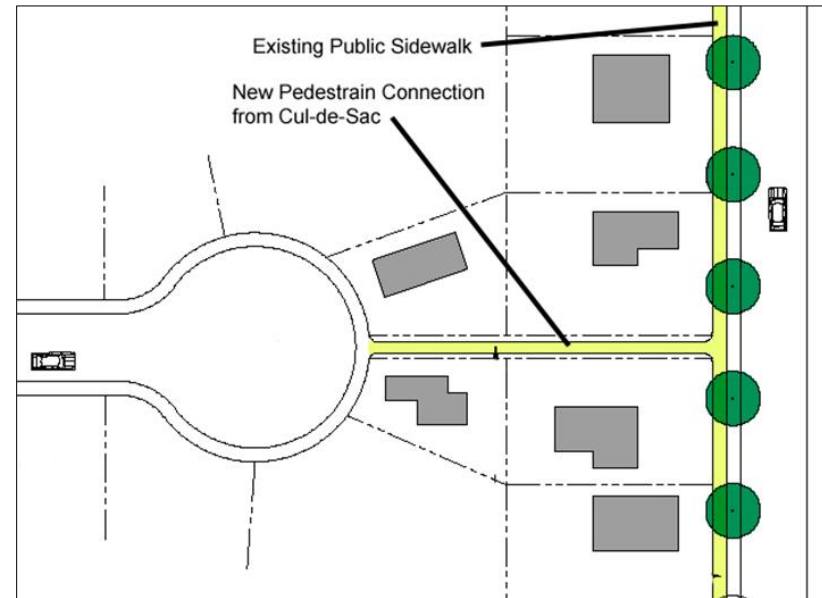 Existing Public Sidewalk
New Pedestrain Connection
from Cul-de-Sac